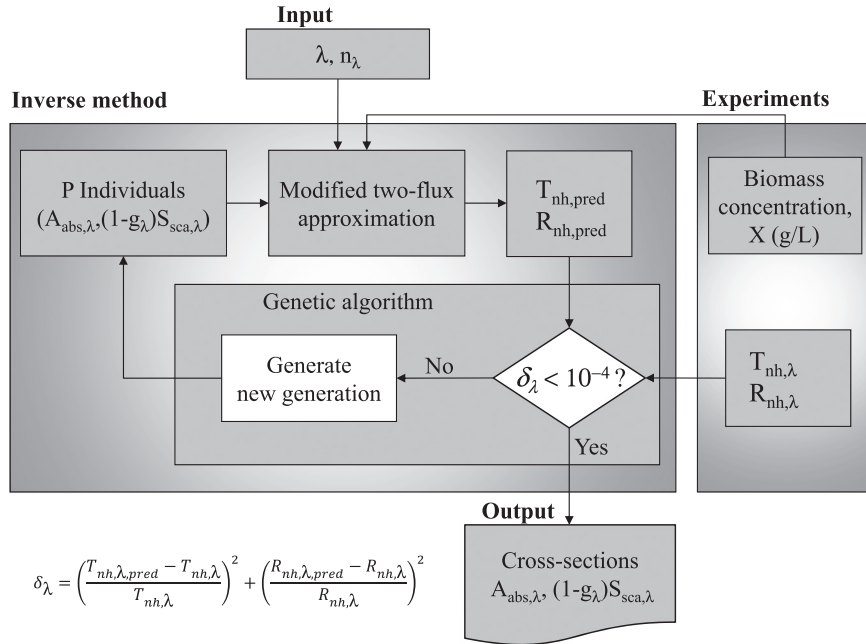 Input
λ, n_λ
Inverse method
Experiments
P Individuals
(A_abs,λ,(1-g_λ)S_sca,λ)
Modified two-flux
approximation
T_nh,pred
R_nh,pred
Biomass
concentration,
X (g/L)
Genetic algorithm
Generate
new generation
No
δ_λ < 10⁻⁴ ?
T_nh,λ
R_nh,λ
Yes
Output
Cross-sections
A_abs,λ, (1-g_λ)S_sca,λ
δ_λ = ((T_nh,λ,pred − T_nh,λ)/T_nh,λ)² + ((R_nh,λ,pred − R_nh,λ)/R_nh,λ)²